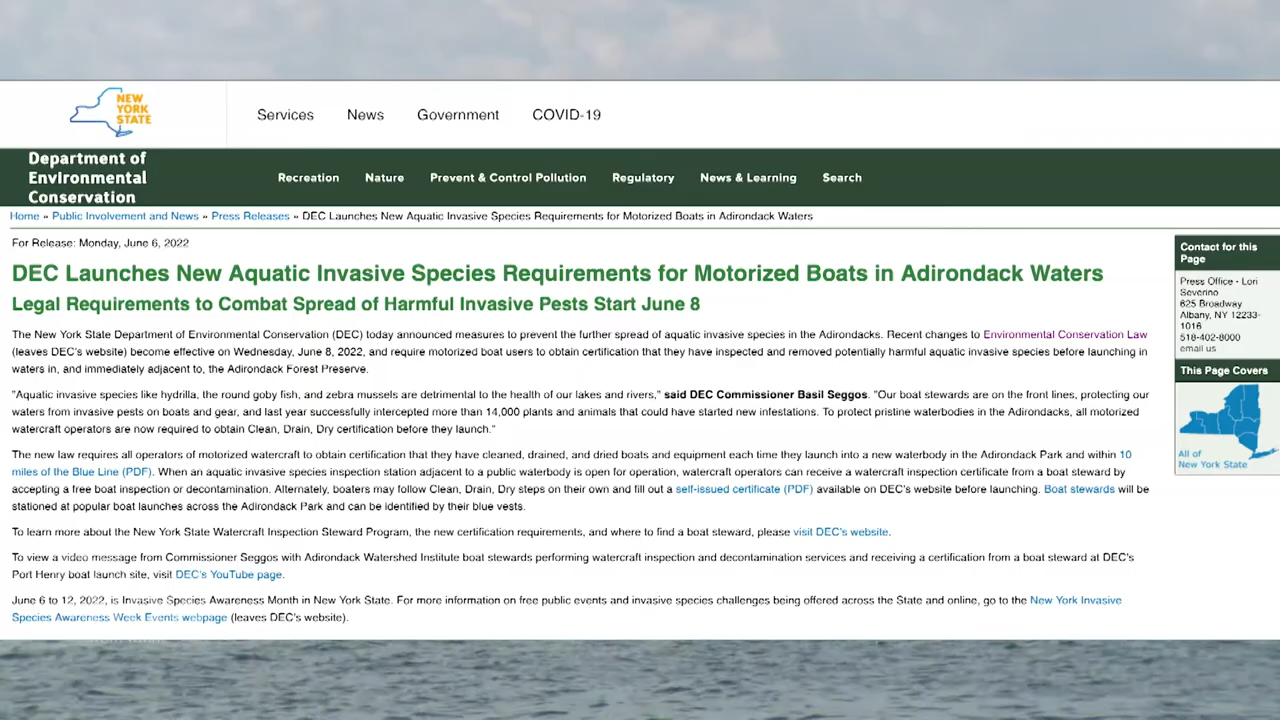 NEW
YORK
STATE
Services
News
Government
COVID-19
Department of
Environmental
Conservation
Recreation
Nature
Prevent & Control Pollution
Regulatory
News & Learning
Search
Home » Public Involvement and News » Press Releases » DEC Launches New Aquatic Invasive Species Requirements for Motorized Boats in Adirondack Waters
For Release: Monday, June 6, 2022
DEC Launches New Aquatic Invasive Species Requirements for Motorized Boats in Adirondack Waters
Legal Requirements to Combat Spread of Harmful Invasive Pests Start June 8
The New York State Department of Environmental Conservation (DEC) today announced measures to prevent the further spread of aquatic invasive species in the Adirondacks. Recent changes to Environmental Conservation Law
(leaves DEC's website) become effective on Wednesday, June 8, 2022, and require motorized boat users to obtain certification that they have inspected and removed potentially harmful aquatic invasive species before launching in
waters in, and immediately adjacent to, the Adirondack Forest Preserve.
"Aquatic invasive species like hydrilla, the round goby fish, and zebra mussels are detrimental to the health of our lakes and rivers," said DEC Commissioner Basil Seggos. "Our boat stewards are on the front lines, protecting our
waters from invasive pests on boats and gear, and last year successfully intercepted more than 14,000 plants and animals that could have started new infestations. To protect pristine waterbodies in the Adirondacks, all motorized
watercraft operators are now required to obtain Clean, Drain, Dry certification before they launch."
The new law requires all operators of motorized watercraft to obtain certification that they have cleaned, drained, and dried boats and equipment each time they launch into a new waterbody in the Adirondack Park and within 10
miles of the Blue Line (PDF). When an aquatic invasive species inspection station adjacent to a public waterbody is open for operation, watercraft operators can receive a watercraft inspection certificate from a boat steward by
accepting a free boat inspection or decontamination. Alternately, boaters may follow Clean, Drain, Dry steps on their own and fill out a self-issued certificate (PDF) available on DEC's website before launching. Boat stewards will be
stationed at popular boat launches across the Adirondack Park and can be identified by their blue vests.
To learn more about the New York State Watercraft Inspection Steward Program, the new certification requirements, and where to find a boat steward, please visit DEC's website.
To view a video message from Commissioner Seggos with Adirondack Watershed Institute boat stewards performing watercraft inspection and decontamination services and receiving a certification from a boat steward at DEC's
Port Henry boat launch site, visit DEC's YouTube page.
June 6 to 12, 2022, is Invasive Species Awareness Month in New York State. For more information on free public events and invasive species challenges being offered across the State and online, go to the New York Invasive
Species Awareness Week Events webpage (leaves DEC's website).
Contact for this
Page
Press Office - Lori
Severino
625 Broadway
Albany, NY 12233-
1016
518-402-8000
email us
This Page Covers
All of
New York State